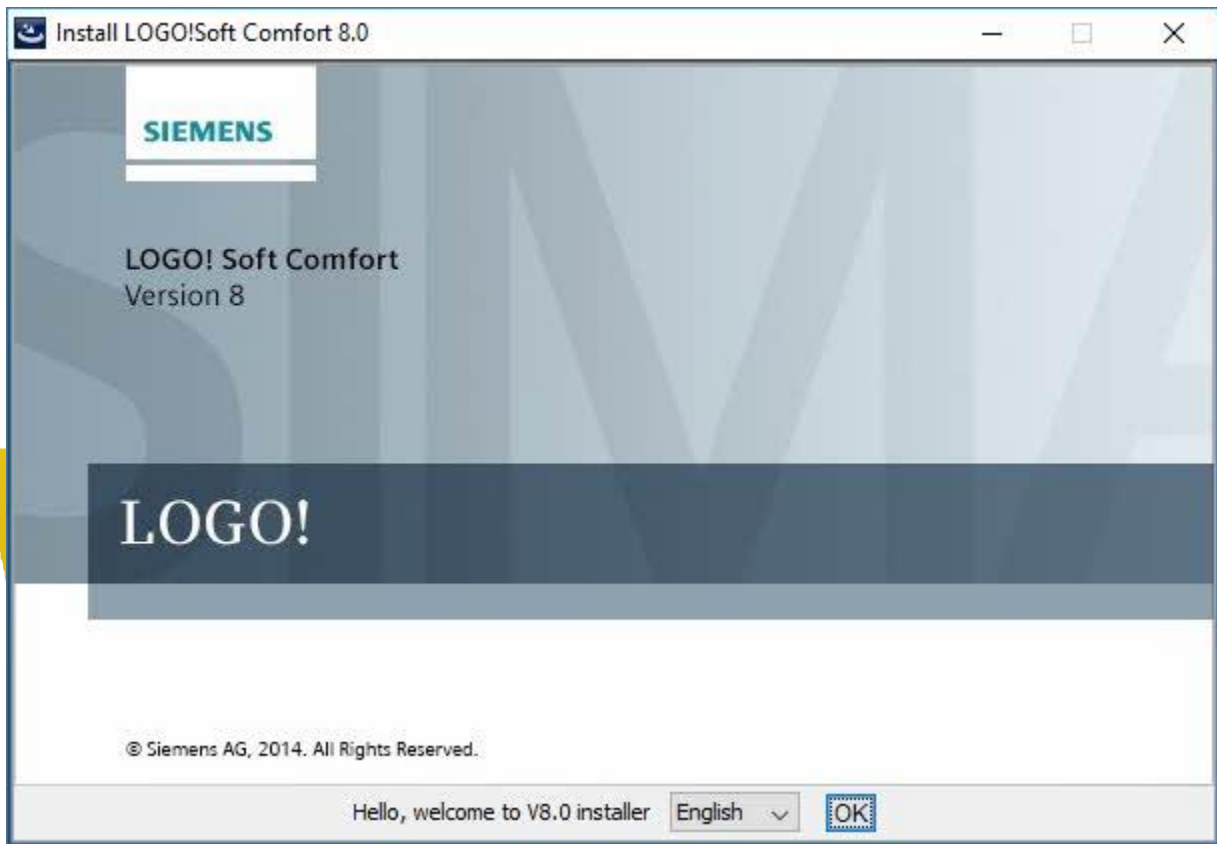 Install LOGO!Soft Comfort 8.0
SIEMENS
LOGO! Soft Comfort
Version 8
LOGO!
© Siemens AG, 2014. All Rights Reserved.
Hello, welcome to V8.0 installer English OK